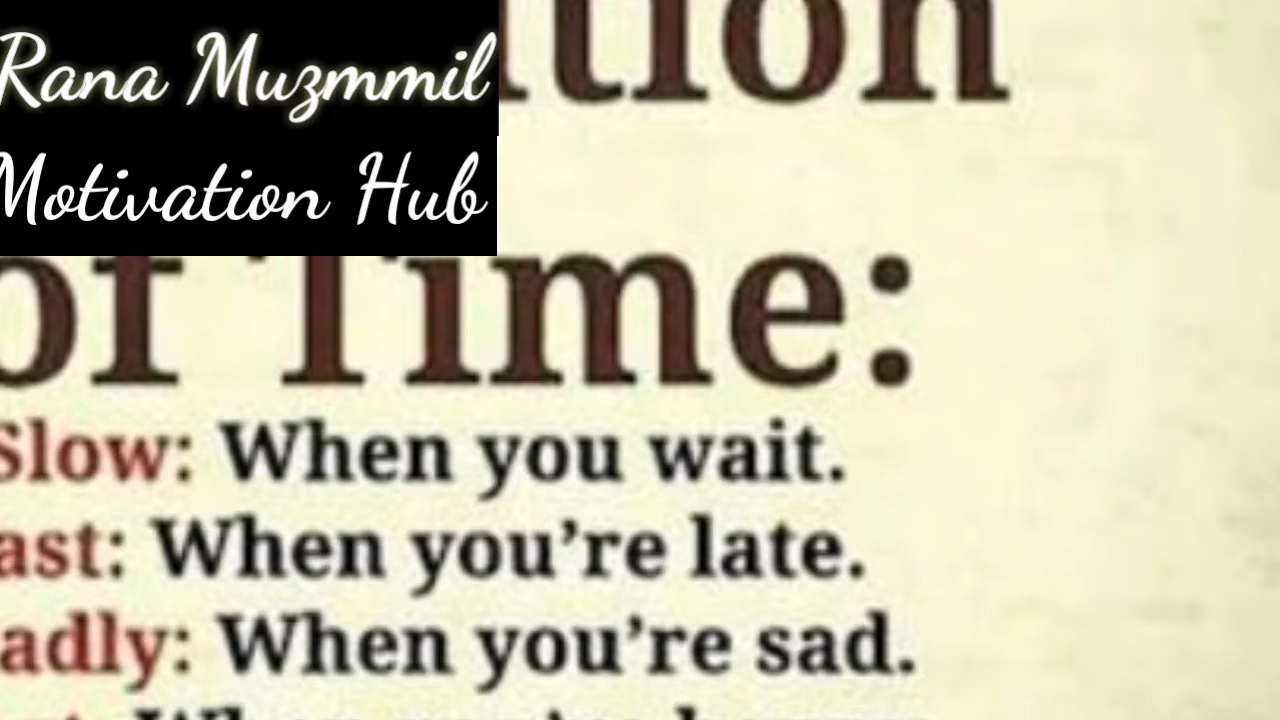 Rana Muzmmil
Motivation Hub
ition
of Time:
Slow: When you wait.
ast: When you're late.
adly: When you're sad.